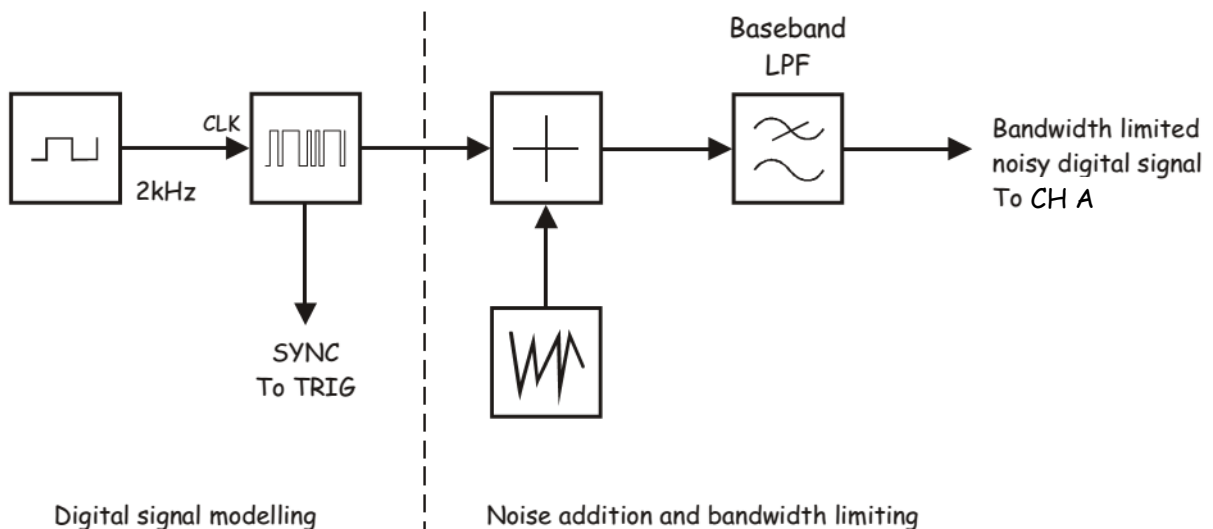 Baseband
LPF
CLK
2kHz
Bandwidth limited
noisy digital signal
To CH A
SYNC
To TRIG
Digital signal modelling
Noise addition and bandwidth limiting